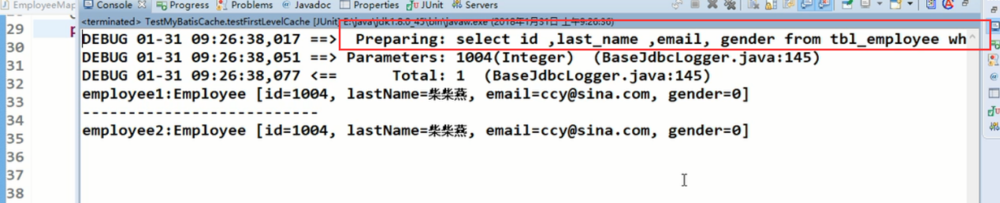 EmployeeMap
Console Progress Problems @ Javadoc Properties JUnit Servers
<terminated> TestMyBatisCache.testFirstLevelCache [JUnit] E:\java\jdk1.8.0_45\bin\javaw.exe (2018年1月31日 上午9:26:36)
29
DEBUG 01-31 09:26:38,017 ==>  Preparing: select id ,last_name ,email, gender from tbl_employee wh
30
DEBUG 01-31 09:26:38,051 ==> Parameters: 1004(Integer)  (BaseJdbcLogger.java:145)
31
DEBUG 01-31 09:26:38,077 <==      Total: 1  (BaseJdbcLogger.java:145)
32
employee1:Employee [id=1004, lastName=柴柴燕, email=ccy@sina.com, gender=0]
33
--------------------------
34
employee2:Employee [id=1004, lastName=柴柴燕, email=ccy@sina.com, gender=0]
35
36
37
38